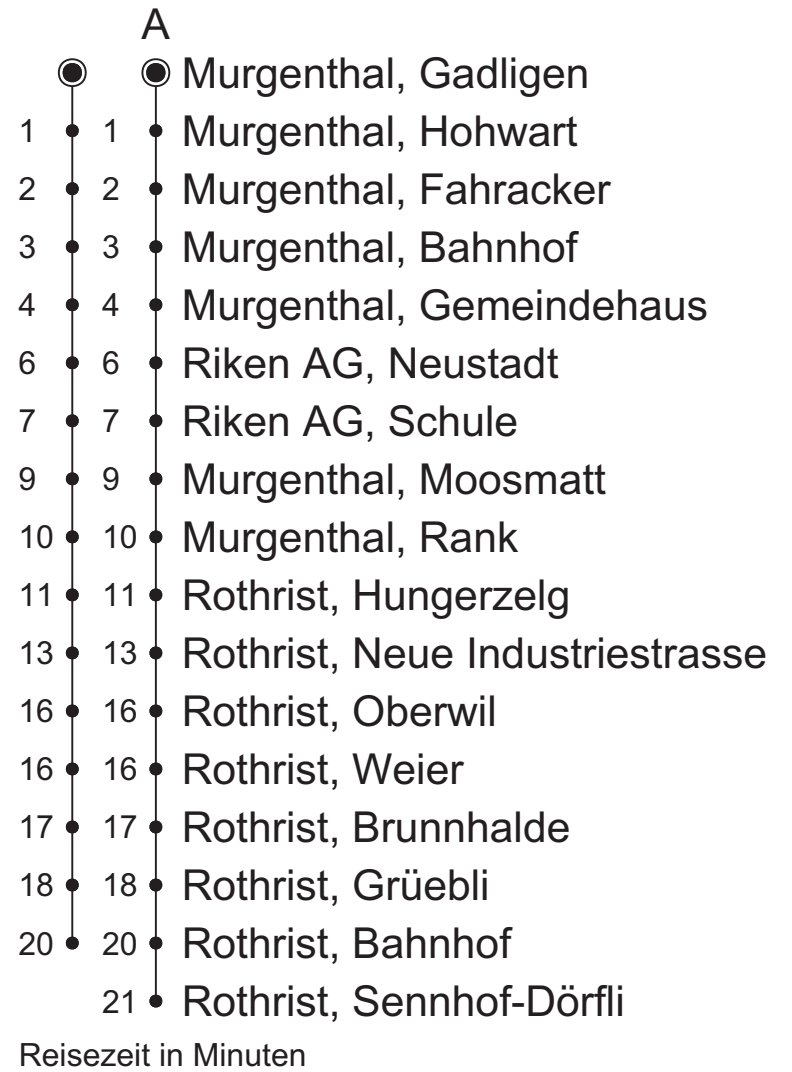 A
Murgenthal, Gadligen
1 1 Murgenthal, Hohwart
2 2 Murgenthal, Fahracker
3 3 Murgenthal, Bahnhof
4 4 Murgenthal, Gemeindehaus
6 6 Riken AG, Neustadt
7 7 Riken AG, Schule
9 9 Murgenthal, Moosmatt
10 10 Murgenthal, Rank
11 11 Rothrist, Hungerzelg
13 13 Rothrist, Neue Industriestrasse
16 16 Rothrist, Oberwil
16 16 Rothrist, Weier
17 17 Rothrist, Brunnhalde
18 18 Rothrist, Grüebli
20 20 Rothrist, Bahnhof
21 Rothrist, Sennhof-Dörfli
Reisezeit in Minuten